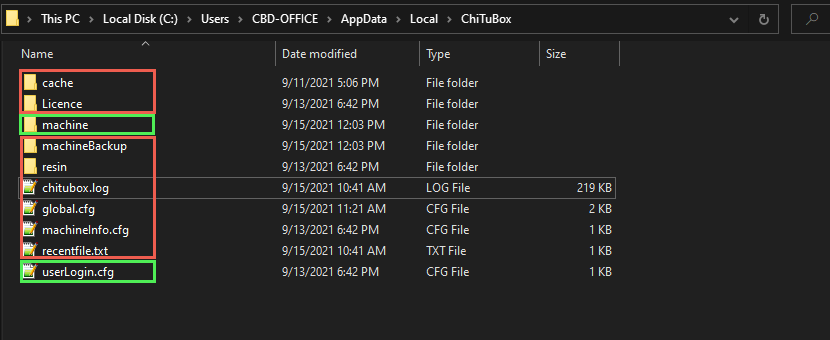 This PC > Local Disk (C:) > Users > CBD-OFFICE > AppData > Local > ChiTuBox
Name Date modified Type Size
cache 9/11/2021 5:06 PM File folder
Licence 9/13/2021 6:42 PM File folder
machine 9/15/2021 12:03 PM File folder
machineBackup 9/15/2021 12:03 PM File folder
resin 9/13/2021 6:42 PM File folder
chitubox.log 9/15/2021 10:41 AM LOG File 219 KB
global.cfg 9/15/2021 11:21 AM CFG File 2 KB
machineInfo.cfg 9/13/2021 6:42 PM CFG File 1 KB
recentfile.txt 9/15/2021 10:41 AM TXT File 1 KB
userLogin.cfg 9/13/2021 6:42 PM CFG File 1 KB